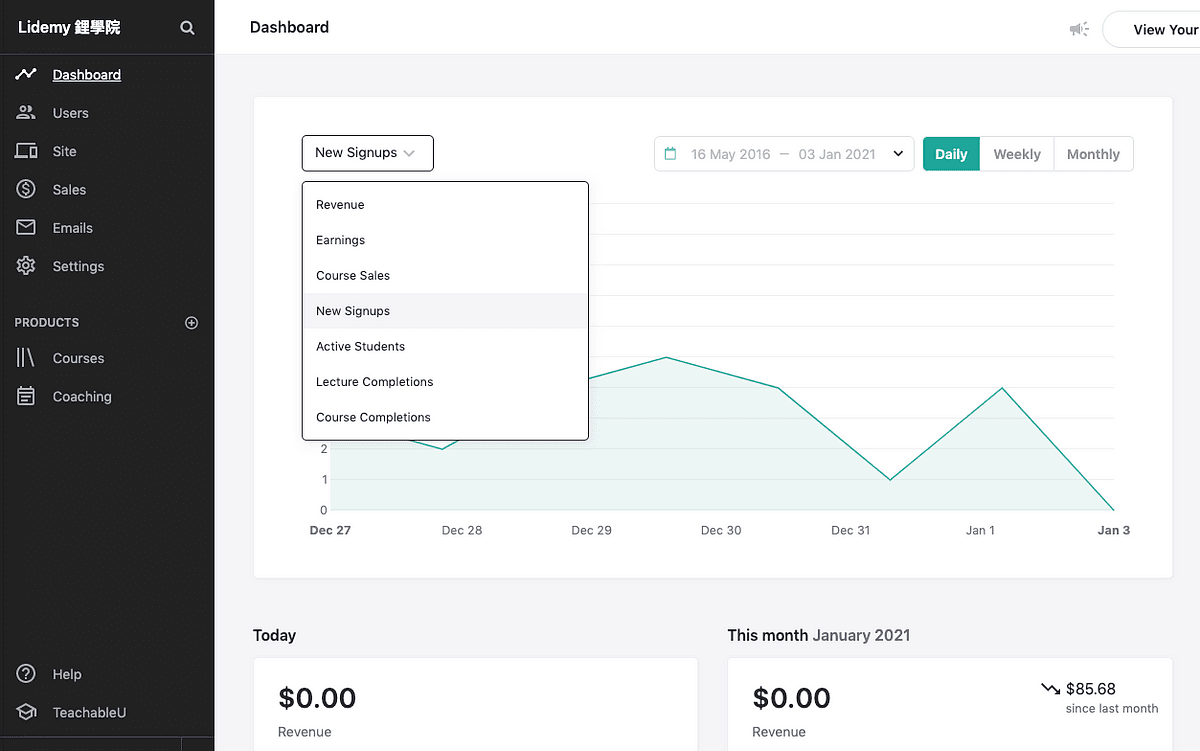 Lidemy 鋰學院
Dashboard
Users
Site
Sales
Emails
Settings
PRODUCTS
Courses
Coaching
Help
TeachableU
Dashboard
View Your
New Signups
16 May 2016 — 03 Jan 2021
Daily
Weekly
Monthly
Revenue
Earnings
Course Sales
New Signups
Active Students
Lecture Completions
Course Completions
2
1
0
Dec 27 Dec 28 Dec 29 Dec 30 Dec 31 Jan 1 Jan 3
Today
$0.00
Revenue
This month January 2021
$0.00
Revenue
$85.68
since last month